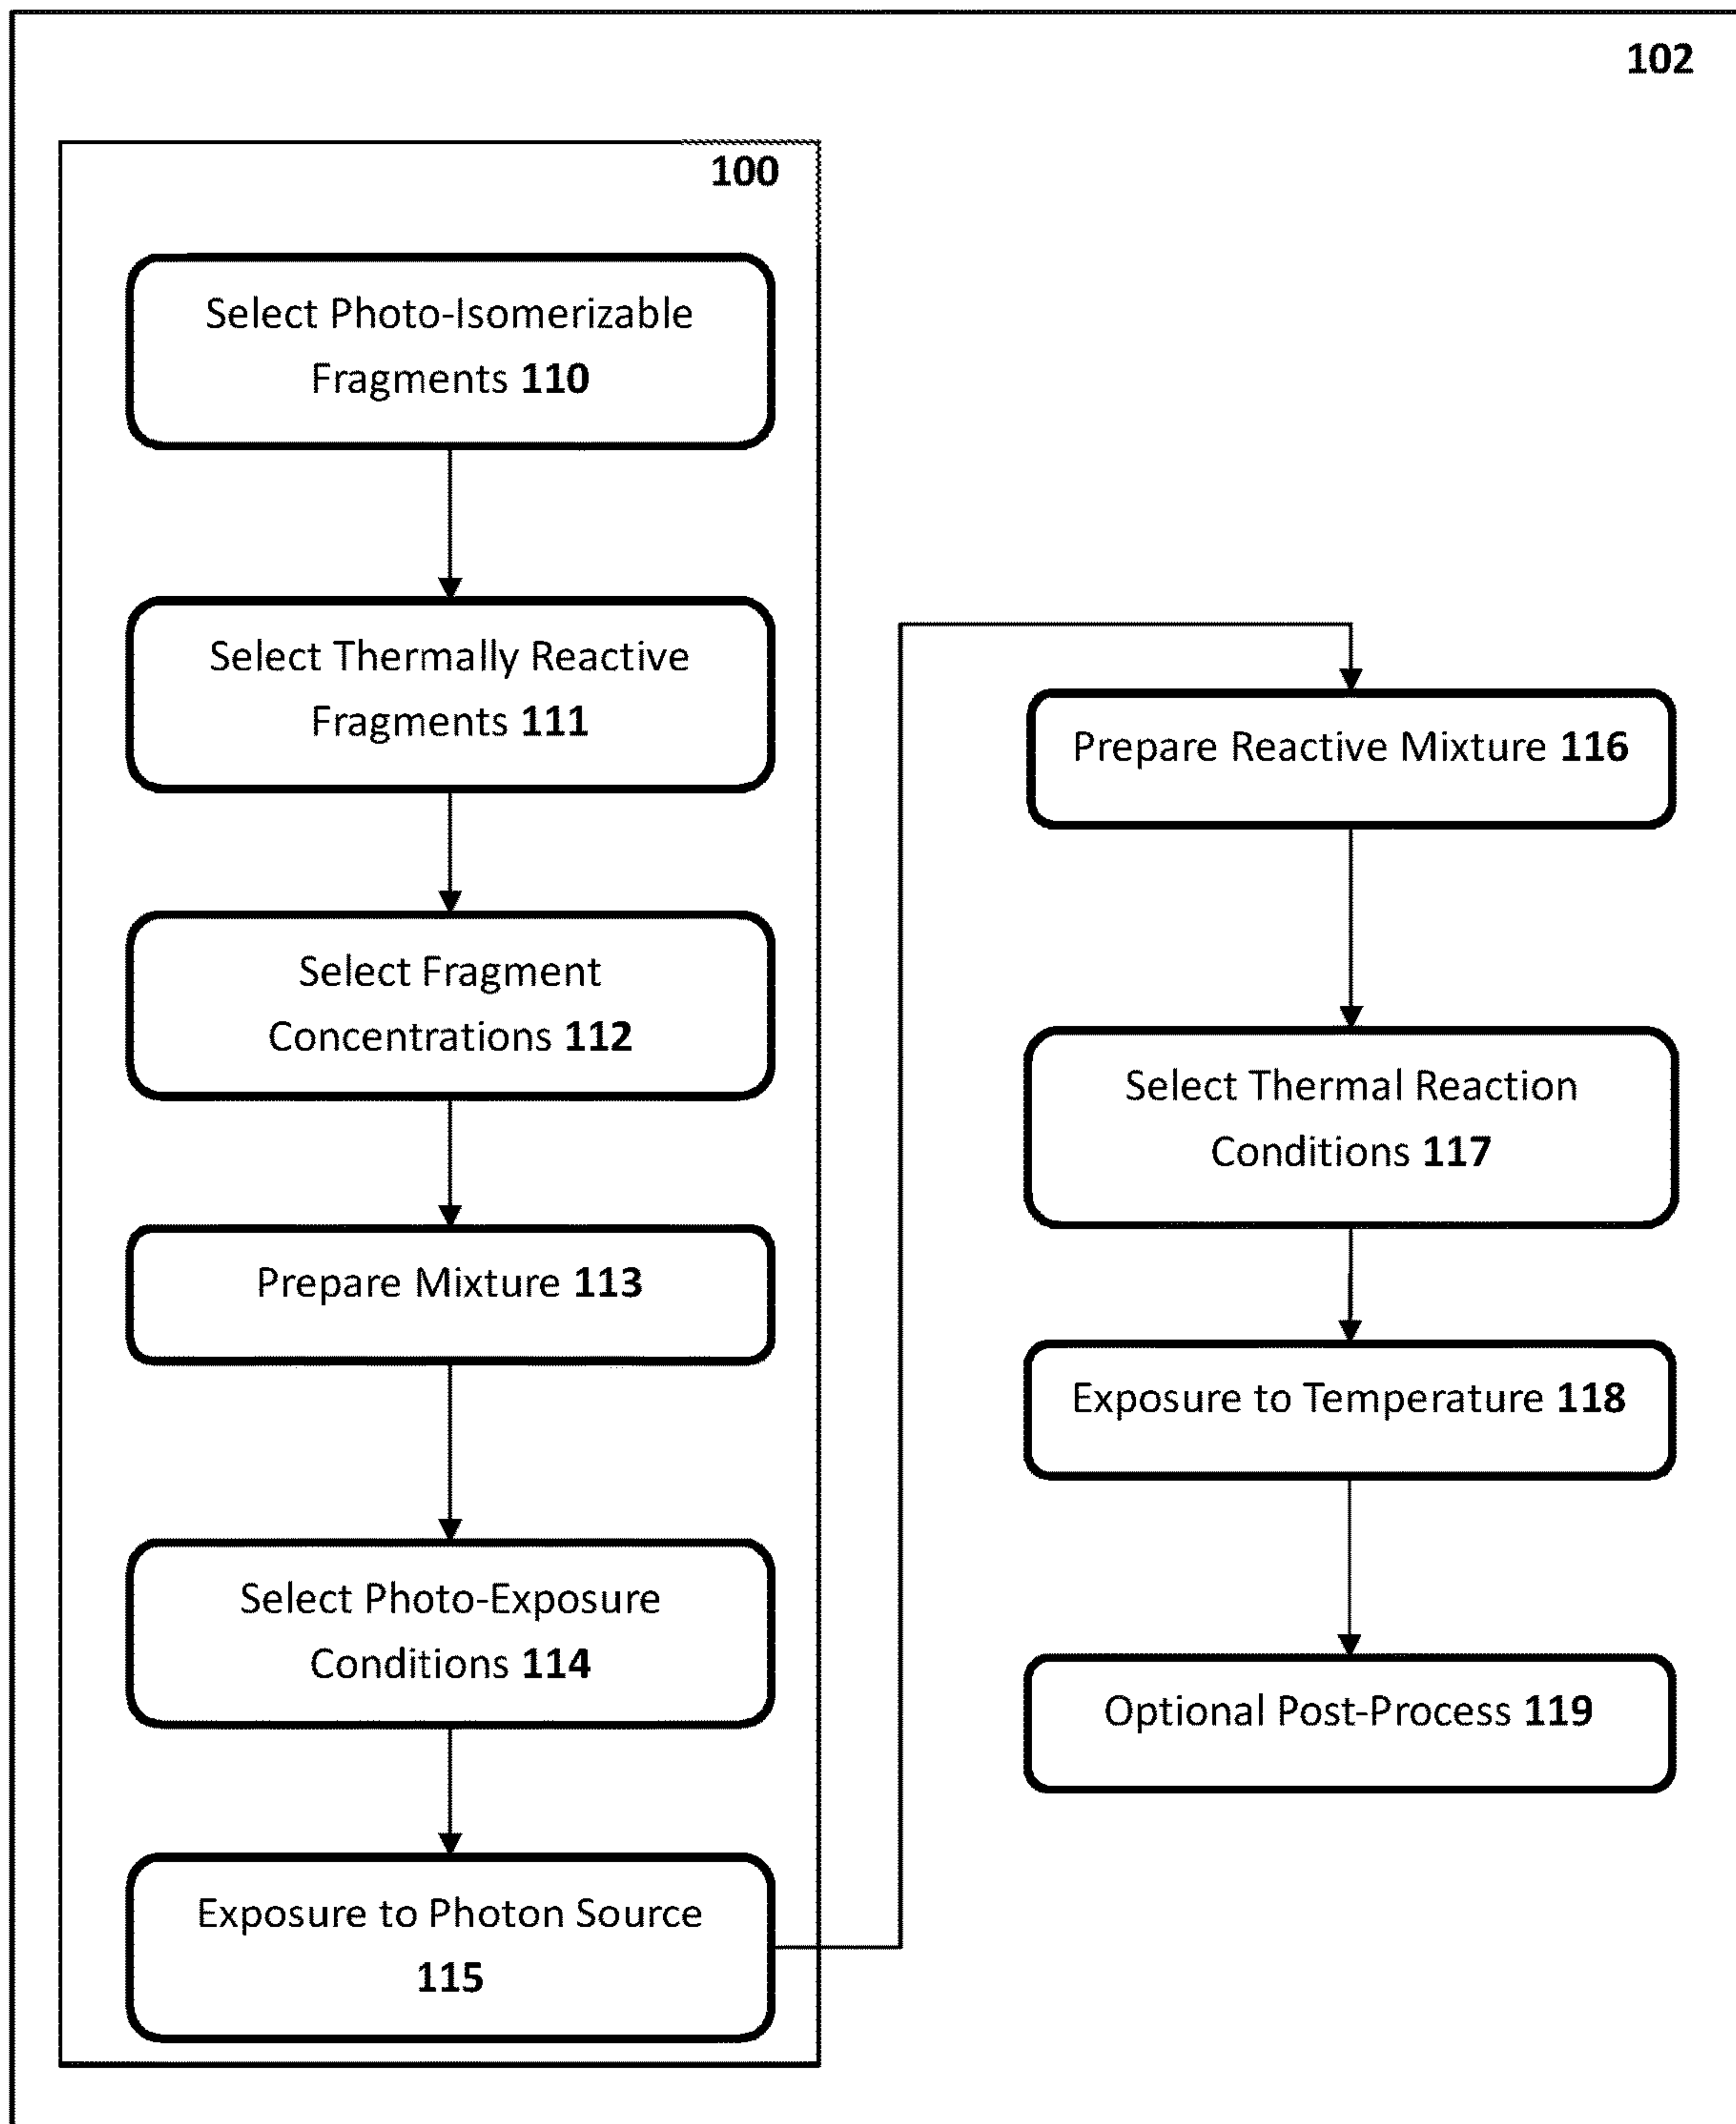 102
100
Select Photo-Isomerizable
Fragments 110
Select Thermally Reactive
Fragments 111
Select Fragment
Concentrations 112
Prepare Mixture 113
Select Photo-Exposure
Conditions 114
Exposure to Photon Source
115
Prepare Reactive Mixture 116
Select Thermal Reaction
Conditions 117
Exposure to Temperature 118
Optional Post-Process 119